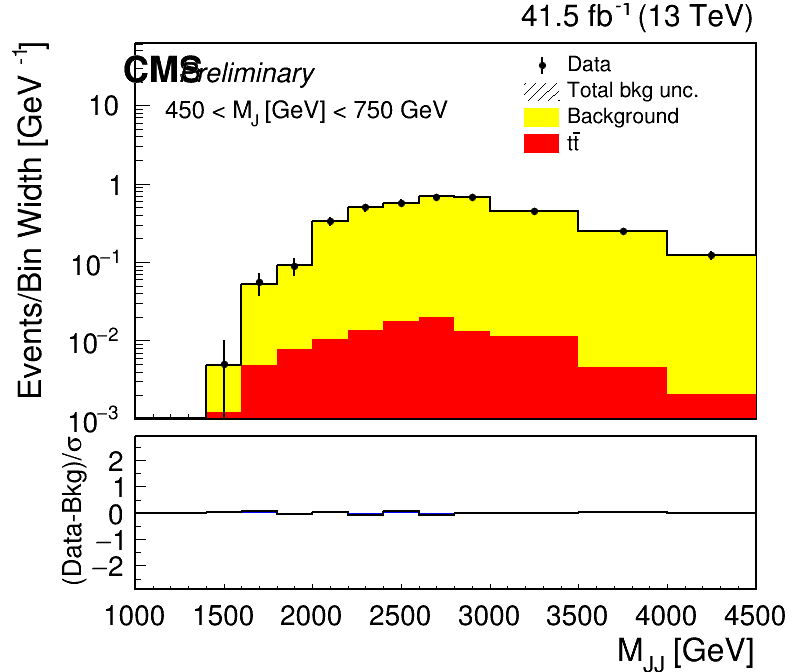 41.5 fb⁻¹ (13 TeV)
CMS Preliminary
450 < M_J [GeV] < 750 GeV
Data
Total bkg unc.
Background
tt̄
Events/Bin Width [GeV⁻¹]
10
1
10⁻¹
10⁻²
10⁻³
(Data-Bkg)/σ
2
1
0
−1
−2
1000 1500 2000 2500 3000 3500 4000 4500
M_JJ [GeV]